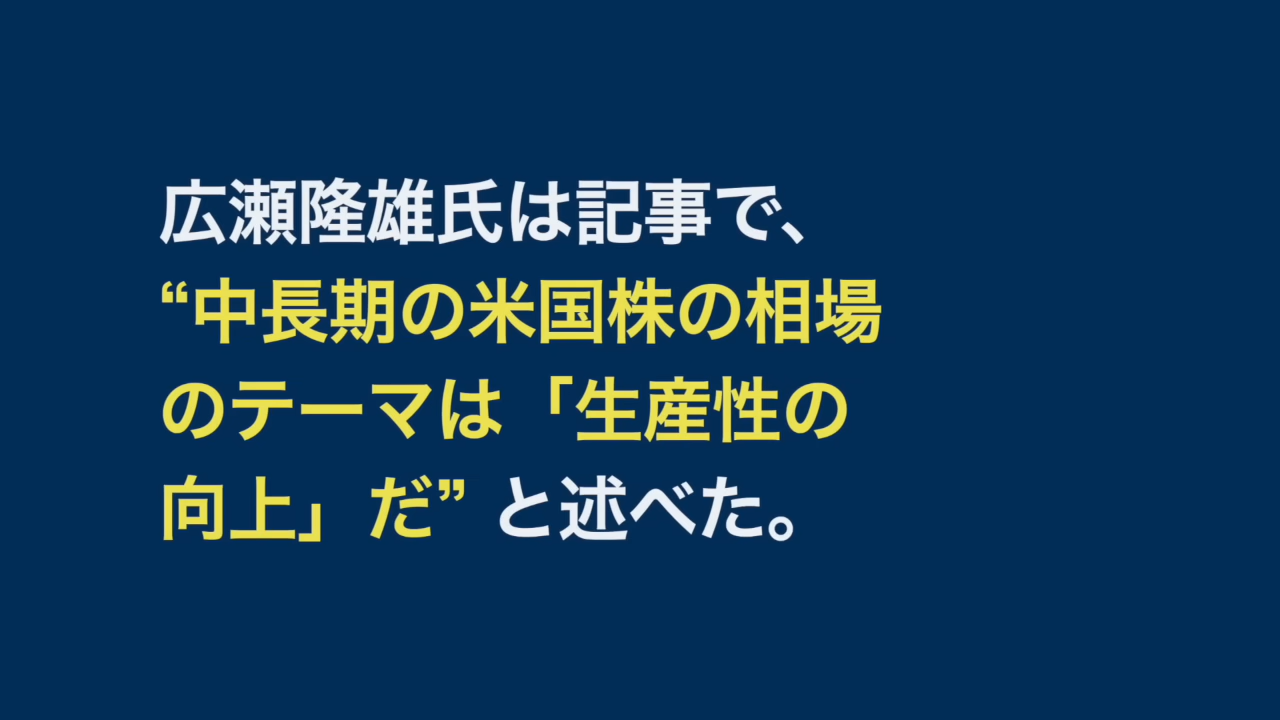 広瀬隆雄氏は記事で、
“中長期の米国株の相場
のテーマは「生産性の
向上」だ” と述べた。